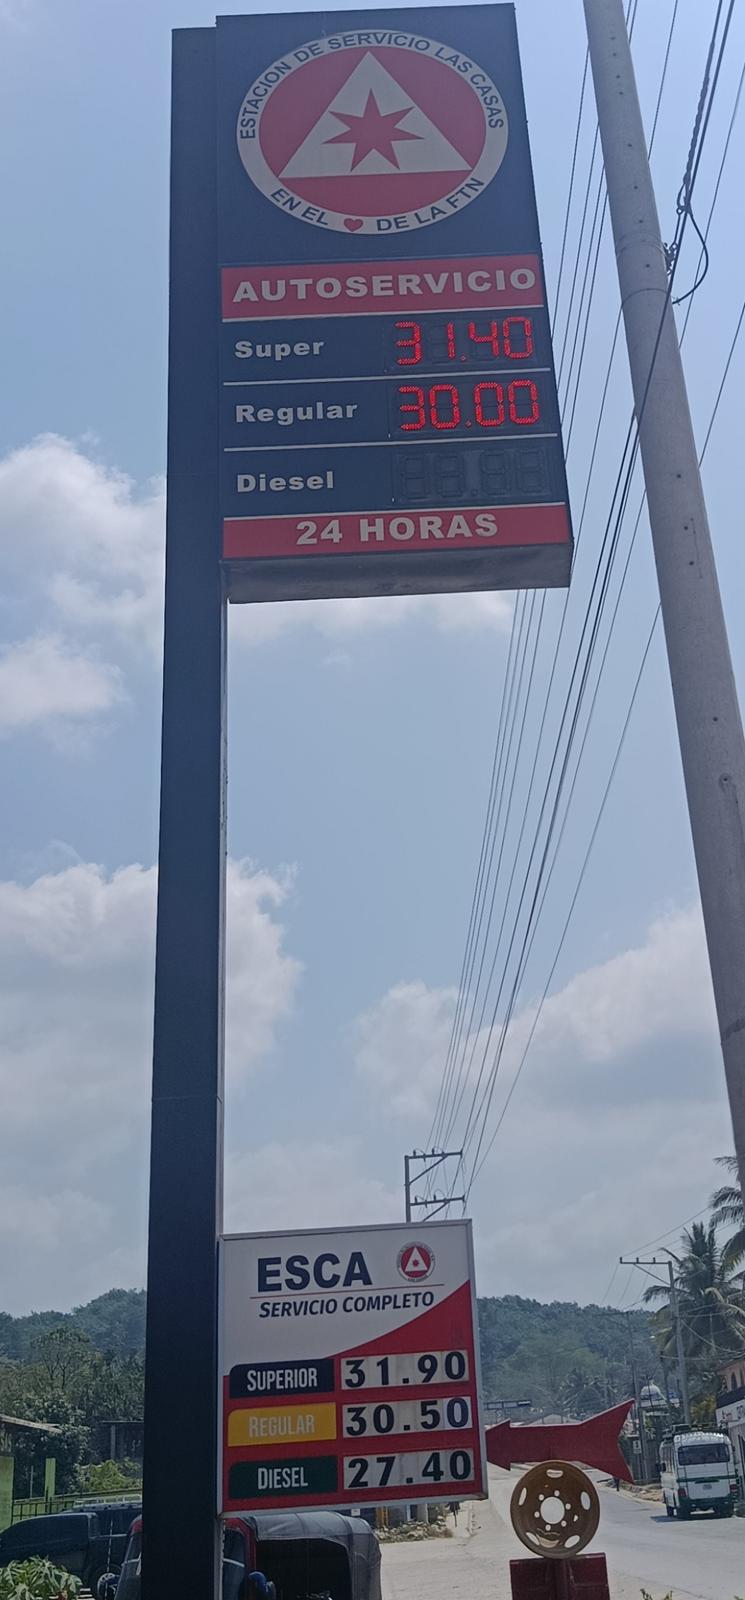 ESTACION DE SERVICIO LAS CASAS
EN EL ❤ DE LA FTN
AUTOSERVICIO
Super 31.40
Regular 30.00
Diesel
24 HORAS
ESCA
SERVICIO COMPLETO
SUPERIOR 31.90
REGULAR 30.50
DIESEL 27.40